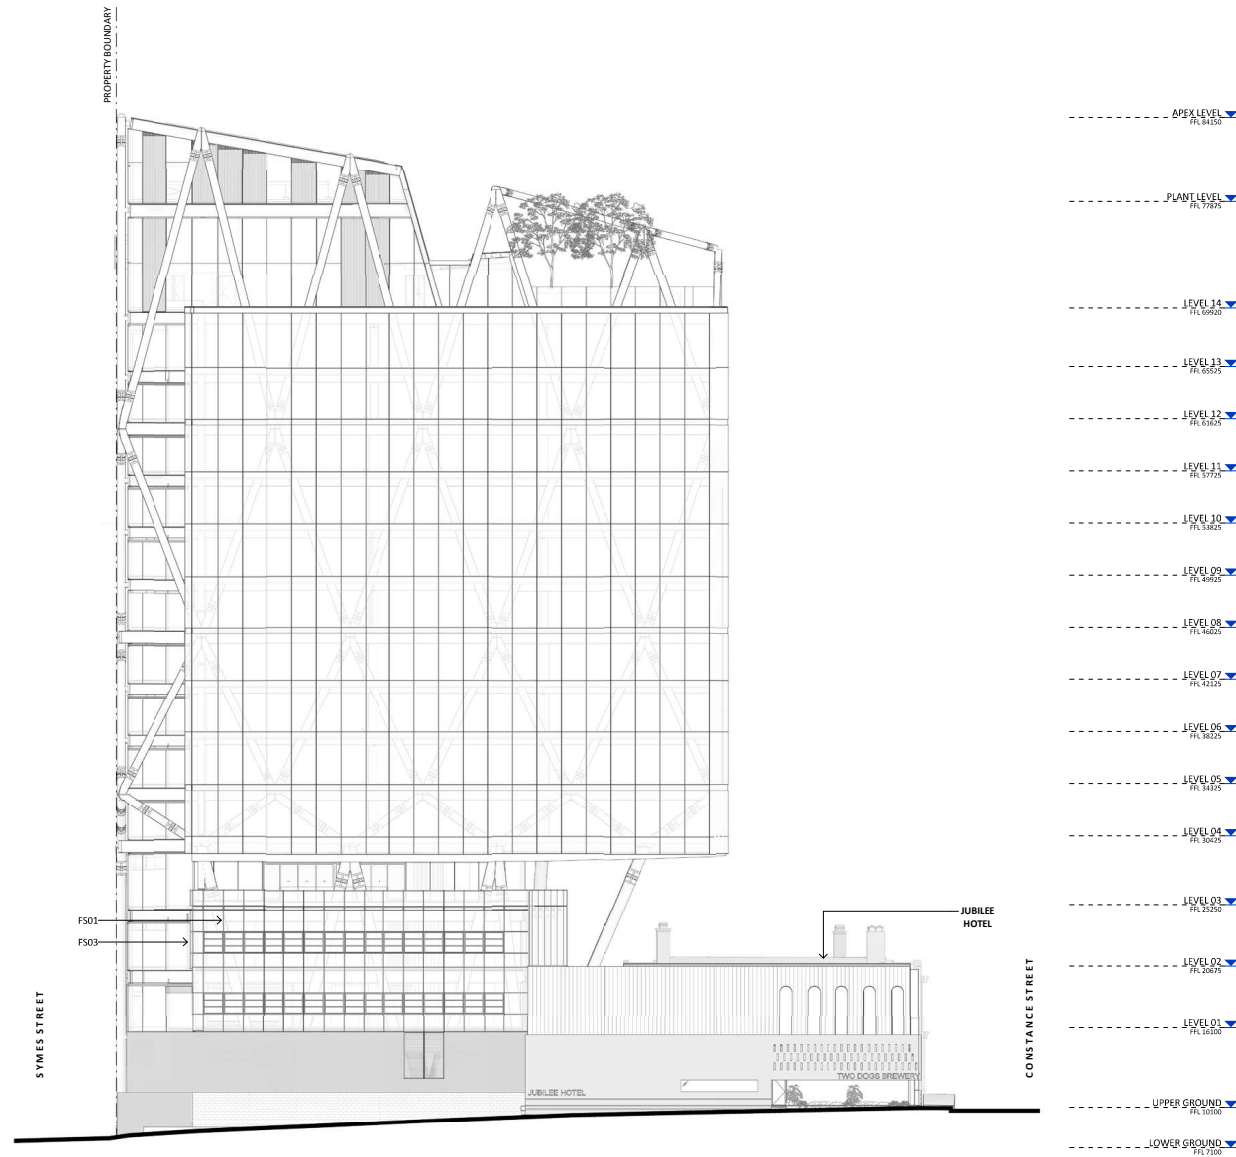 PROPERTY BOUNDARY
APEX LEVEL
FFL 84150
PLANT LEVEL
FFL 77875
LEVEL 14
FFL 69920
LEVEL 13
FFL 65525
LEVEL 12
FFL 61625
LEVEL 11
FFL 57725
LEVEL 10
FFL 53825
LEVEL 09
FFL 49925
LEVEL 08
FFL 46025
LEVEL 07
FFL 42125
LEVEL 06
FFL 38225
LEVEL 05
FFL 34325
LEVEL 04
FFL 30425
LEVEL 03
FFL 25250
FS01
FS03
JUBILEE
HOTEL
LEVEL 02
FFL 20675
SYMES STREET
CONSTANCE STREET
LEVEL 01
FFL 16100
TWO DOGS BREWERY
JUBILEE HOTEL
UPPER GROUND
FFL 10100
LOWER GROUND
FFL 7100